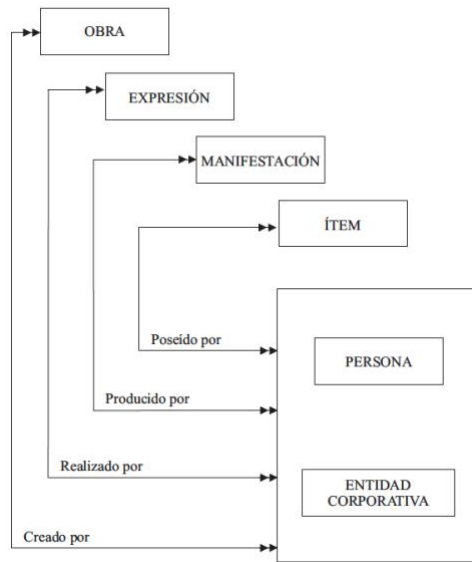 OBRA
EXPRESIÓN
MANIFESTACIÓN
ÍTEM
Poseído por
PERSONA
Producido por
Realizado por
ENTIDAD
CORPORATIVA
Creado por